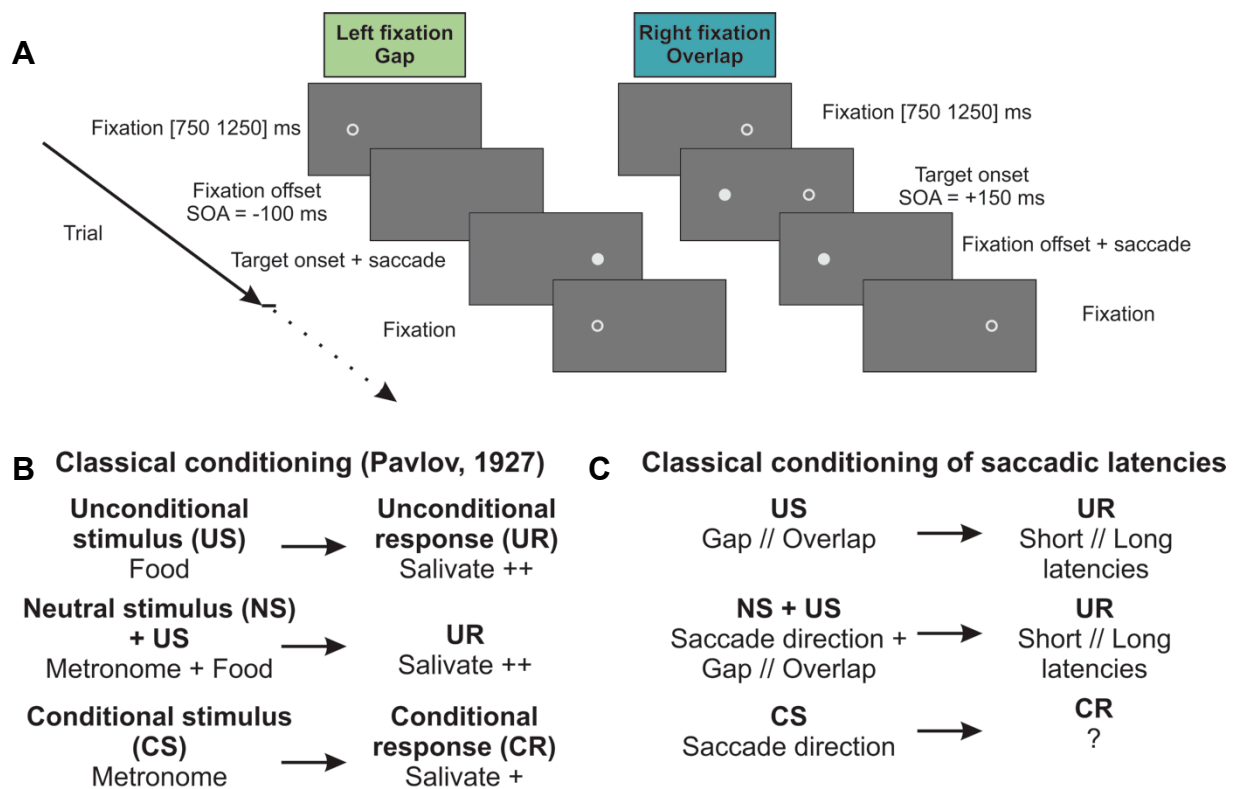 A
Left fixation
Gap
Right fixation
Overlap
Fixation [750 1250] ms
Fixation [750 1250] ms
Fixation offset
SOA = -100 ms
Target onset
SOA = +150 ms
Trial
Target onset + saccade
Fixation offset + saccade
Fixation
Fixation
B
Classical conditioning (Pavlov, 1927)
Unconditional
stimulus (US)
Food
Unconditional
response (UR)
Salivate ++
Neutral stimulus (NS)
+ US
Metronome + Food
UR
Salivate ++
Conditional stimulus
(CS)
Metronome
Conditional
response (CR)
Salivate +
C
Classical conditioning of saccadic latencies
US
Gap // Overlap
UR
Short // Long
latencies
NS + US
Saccade direction +
Gap // Overlap
UR
Short // Long
latencies
CS
Saccade direction
CR
?